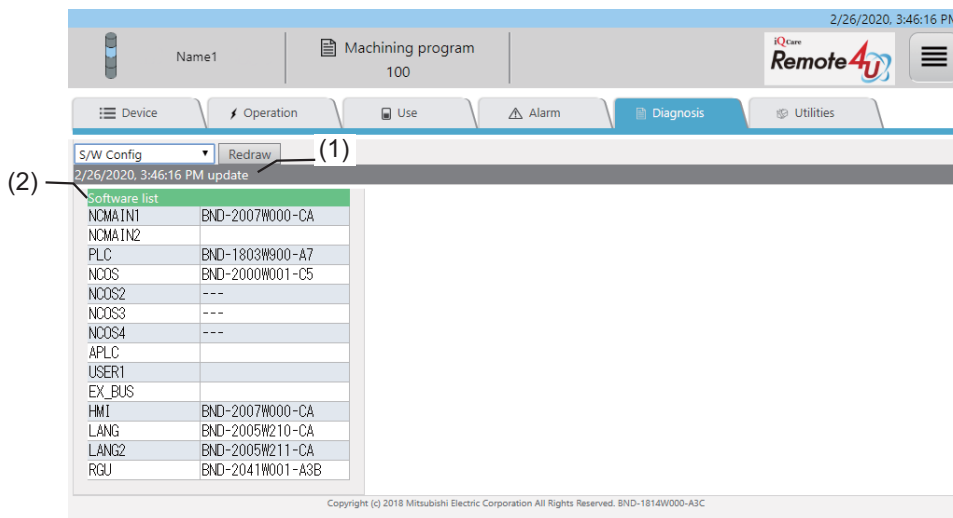 2/26/2020, 3:46:16 PM
Name1
Machining program
100
iQ Care
Remote4U
Device
Operation
Use
Alarm
Diagnosis
Utilities
S/W Config
Redraw
(1)
2/26/2020, 3:46:16 PM update
(2)
Software list
NCMAIN1 BND-2007W000-CA
NCMAIN2
PLC BND-1803W900-A7
NCOS BND-2000W001-C5
NCOS2 ---
NCOS3 ---
NCOS4 ---
APLC
USER1
EX_BUS
HMI BND-2007W000-CA
LANG BND-2005W210-CA
LANG2 BND-2005W211-CA
RGU BND-2041W001-A3B
Copyright (c) 2018 Mitsubishi Electric Corporation All Rights Reserved. BND-1814W000-A3C